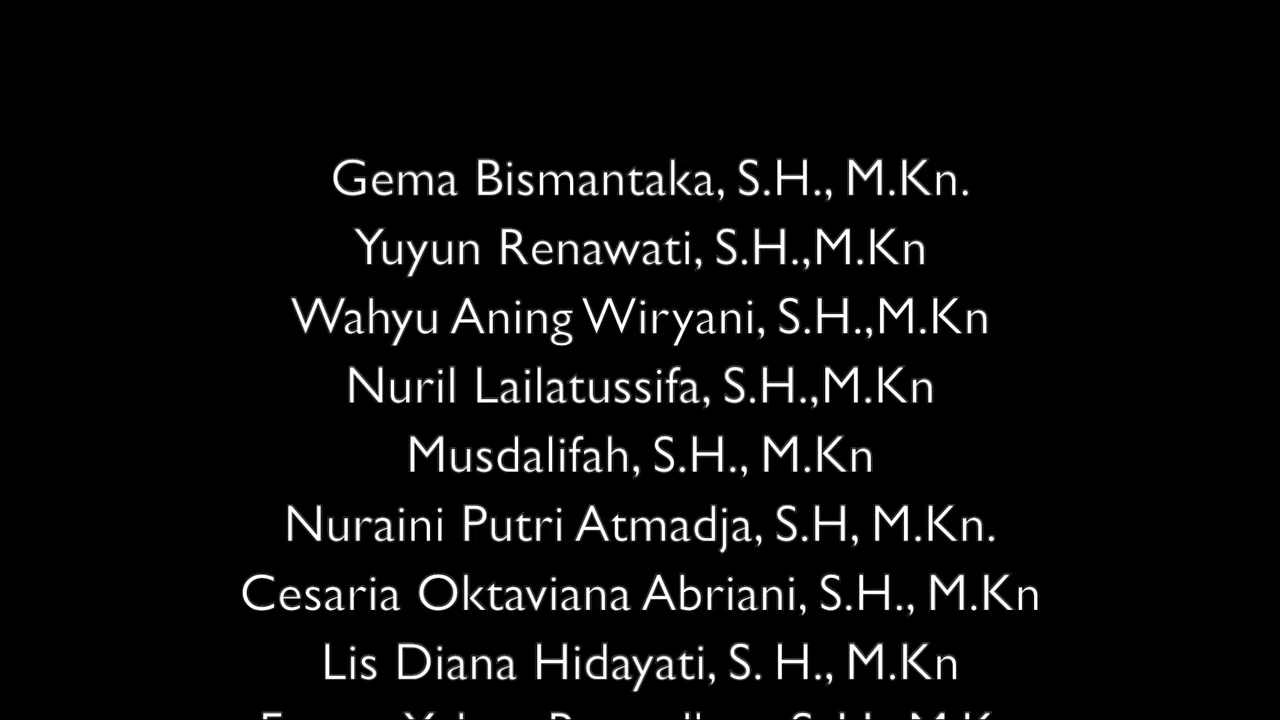 Gema Bismantaka, S.H., M.Kn.
Yuyun Renawati, S.H.,M.Kn
Wahyu Aning Wiryani, S.H.,M.Kn
Nuril Lailatussifa, S.H.,M.Kn
Musdalifah, S.H., M.Kn
Nuraini Putri Atmadja, S.H, M.Kn.
Cesaria Oktaviana Abriani, S.H., M.Kn
Lis Diana Hidayati, S. H., M.Kn